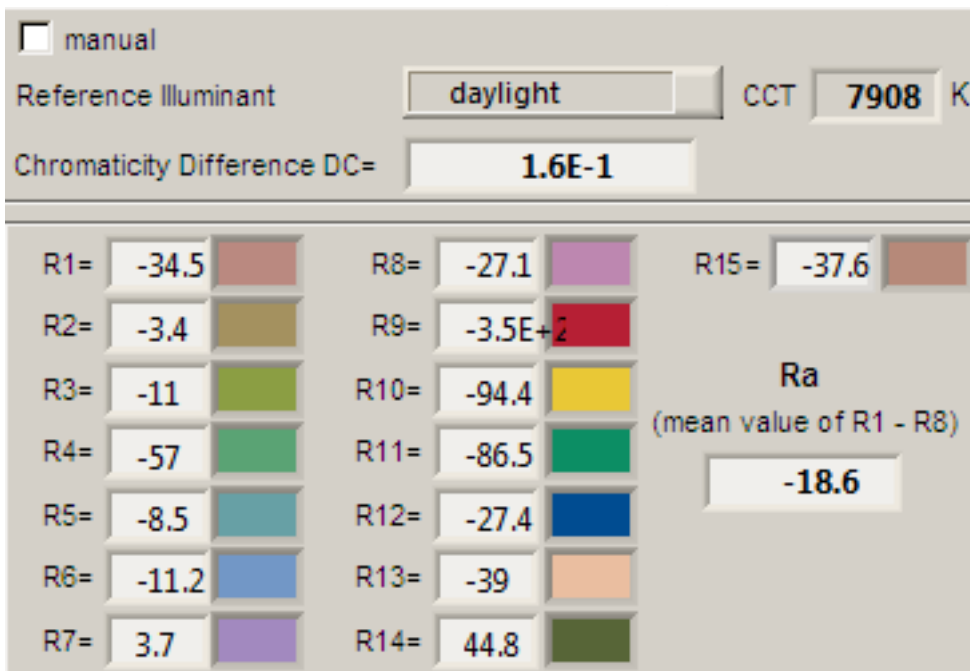 manual
Reference Illuminant daylight CCT 7908 K
Chromaticity Difference DC= 1.6E-1
R1= -34.5 R8= -27.1 R15= -37.6
R2= -3.4 R9= -3.5E+2
R3= -11 R10= -94.4 Ra
(mean value of R1 - R8)
R4= -57 R11= -86.5
R5= -8.5 R12= -27.4 -18.6
R6= -11.2 R13= -39
R7= 3.7 R14= 44.8